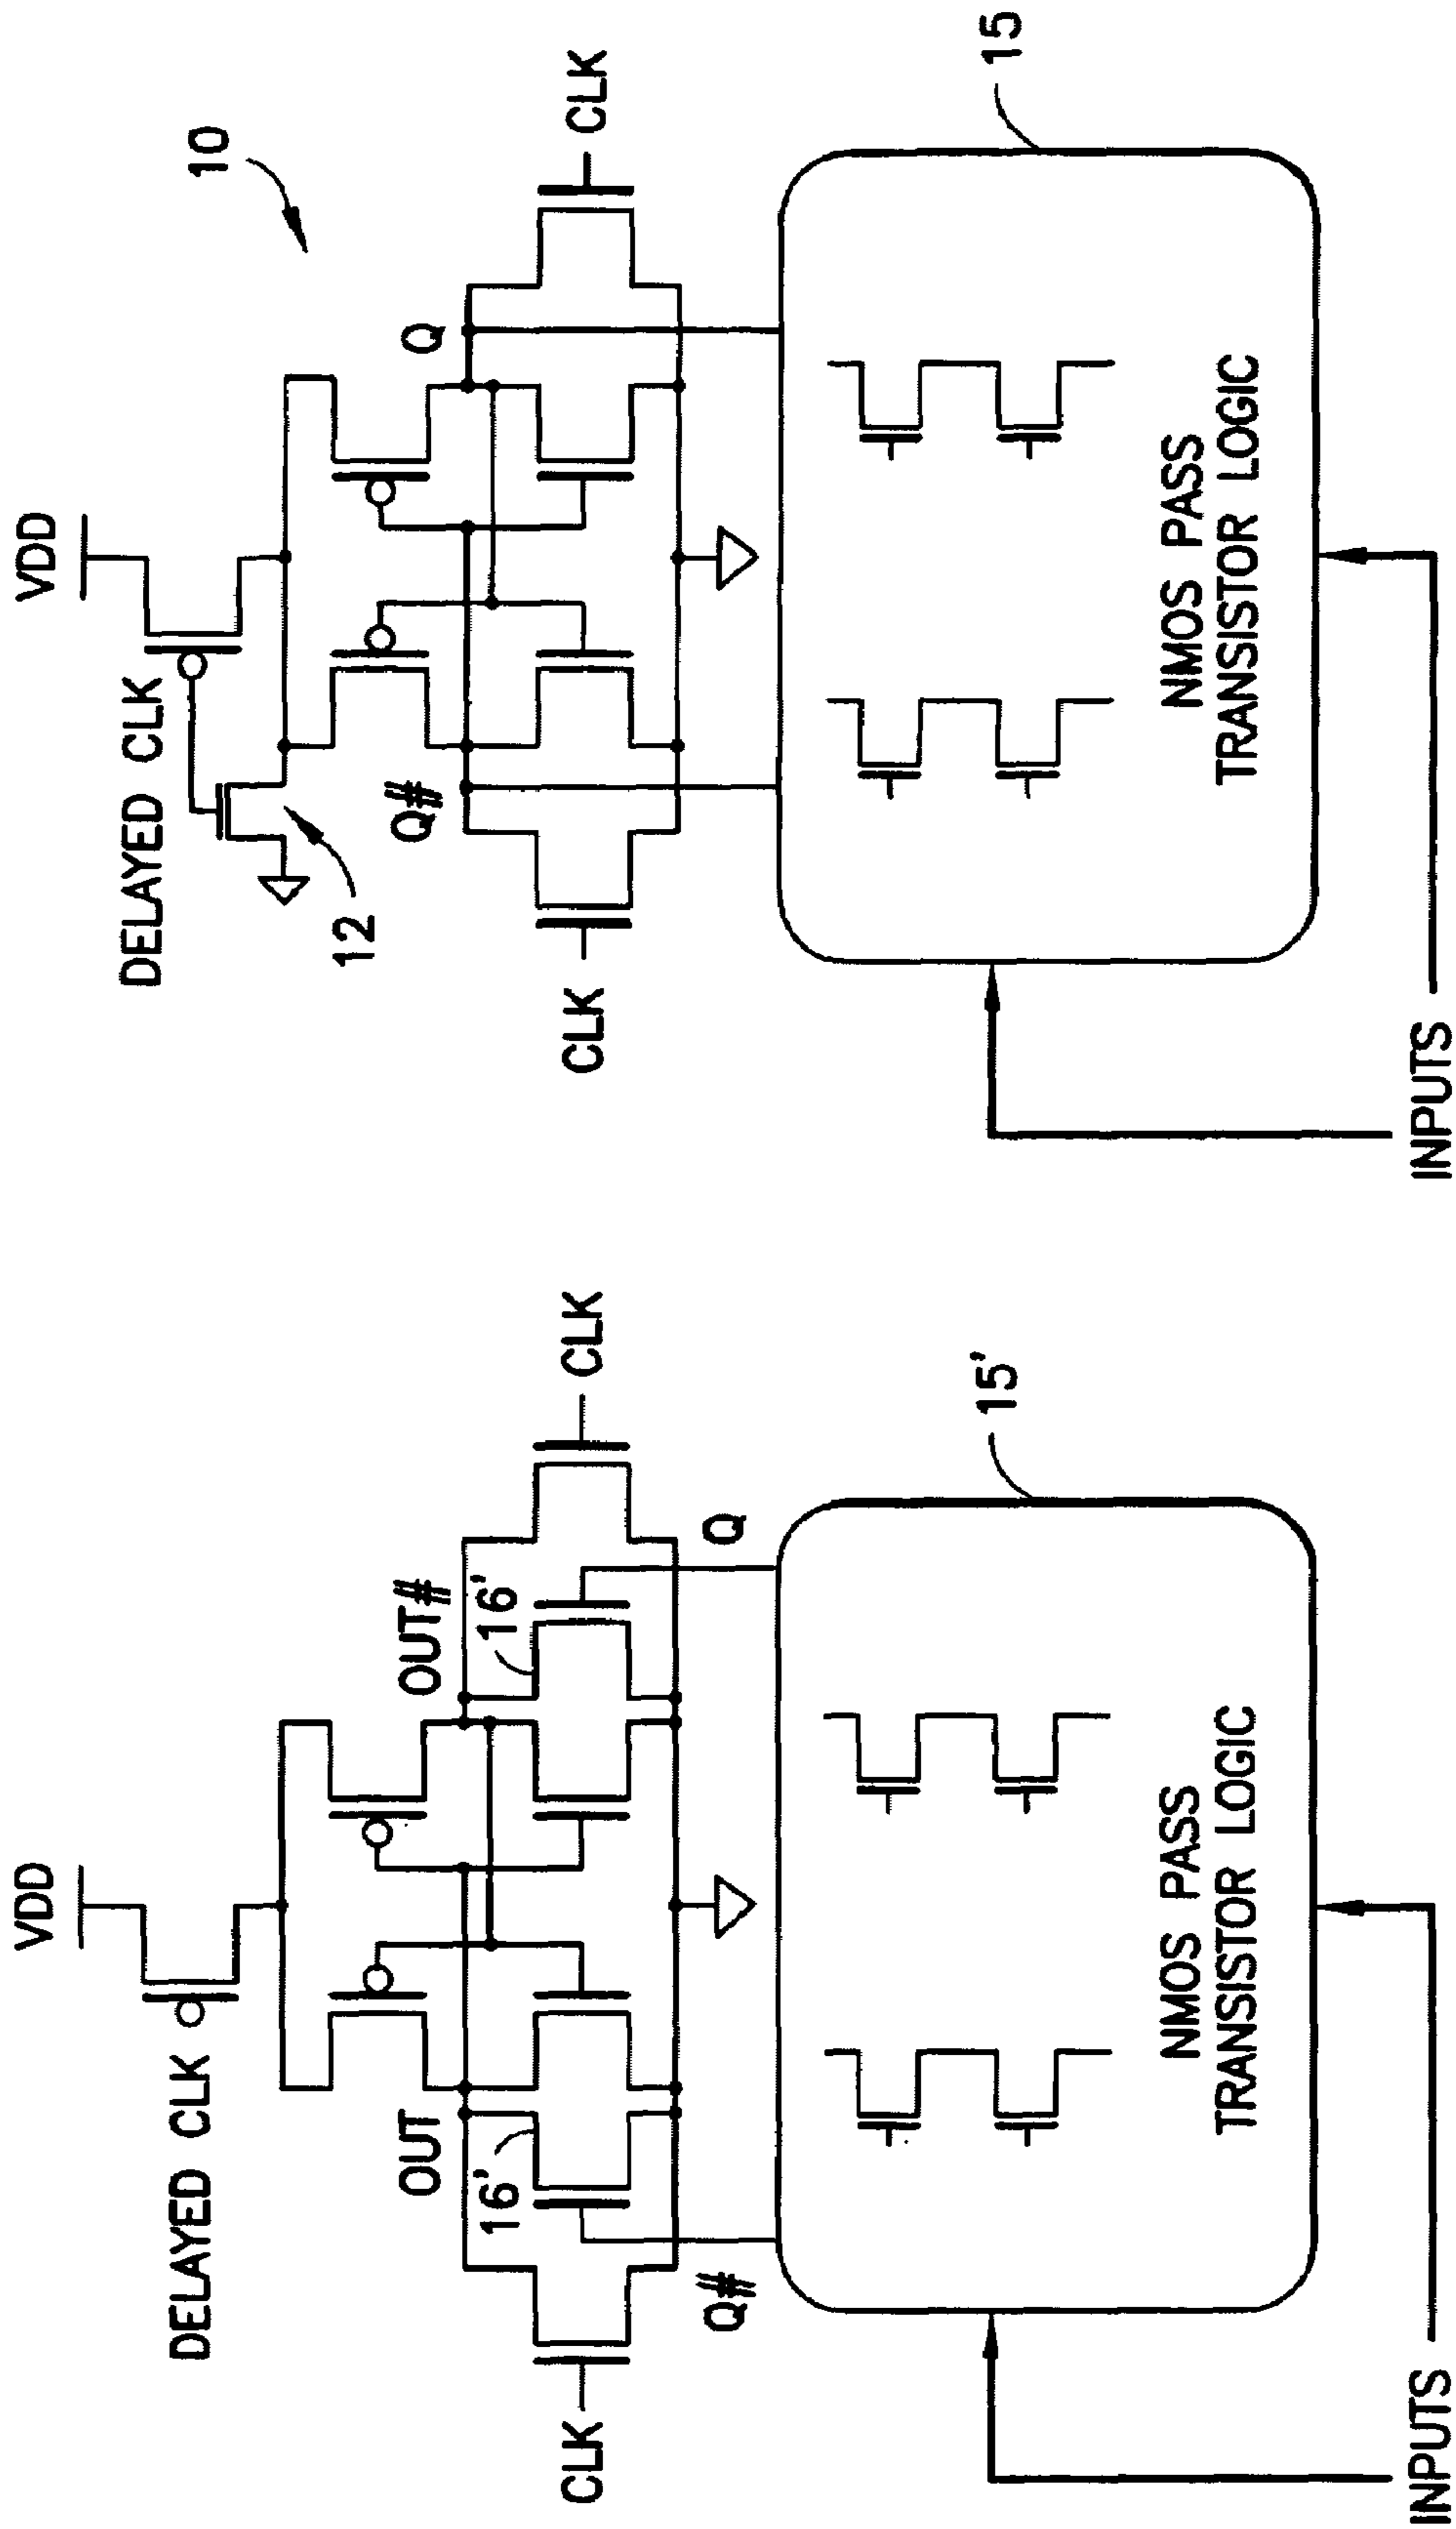 VDD
DELAYED CLK
OUT
OUT#
16'
16'
CLK
CLK
Q#
Q
15'
NMOS PASS
TRANSISTOR LOGIC
INPUTS
10
VDD
DELAYED CLK
12
Q#
Q
CLK
CLK
15
NMOS PASS
TRANSISTOR LOGIC
INPUTS